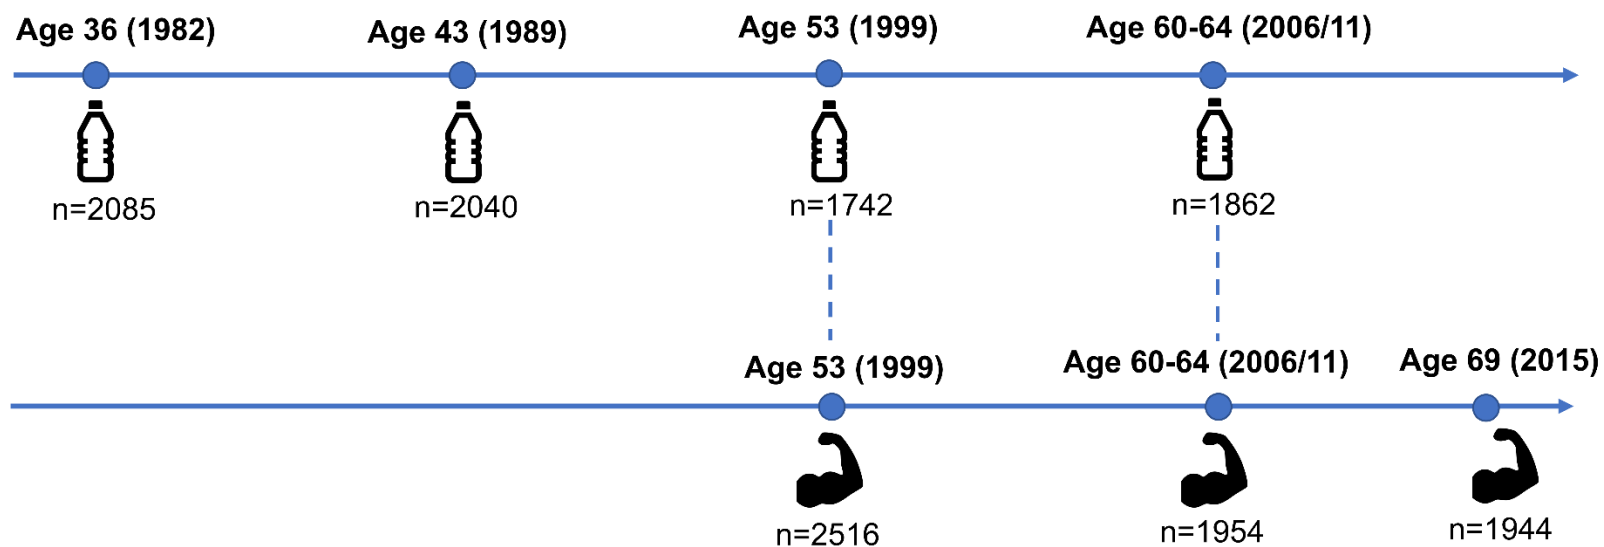 Age 36 (1982)
Age 43 (1989)
Age 53 (1999)
Age 60-64 (2006/11)
n=2085
n=2040
n=1742
n=1862
Age 53 (1999)
Age 60-64 (2006/11)
Age 69 (2015)
n=2516
n=1954
n=1944